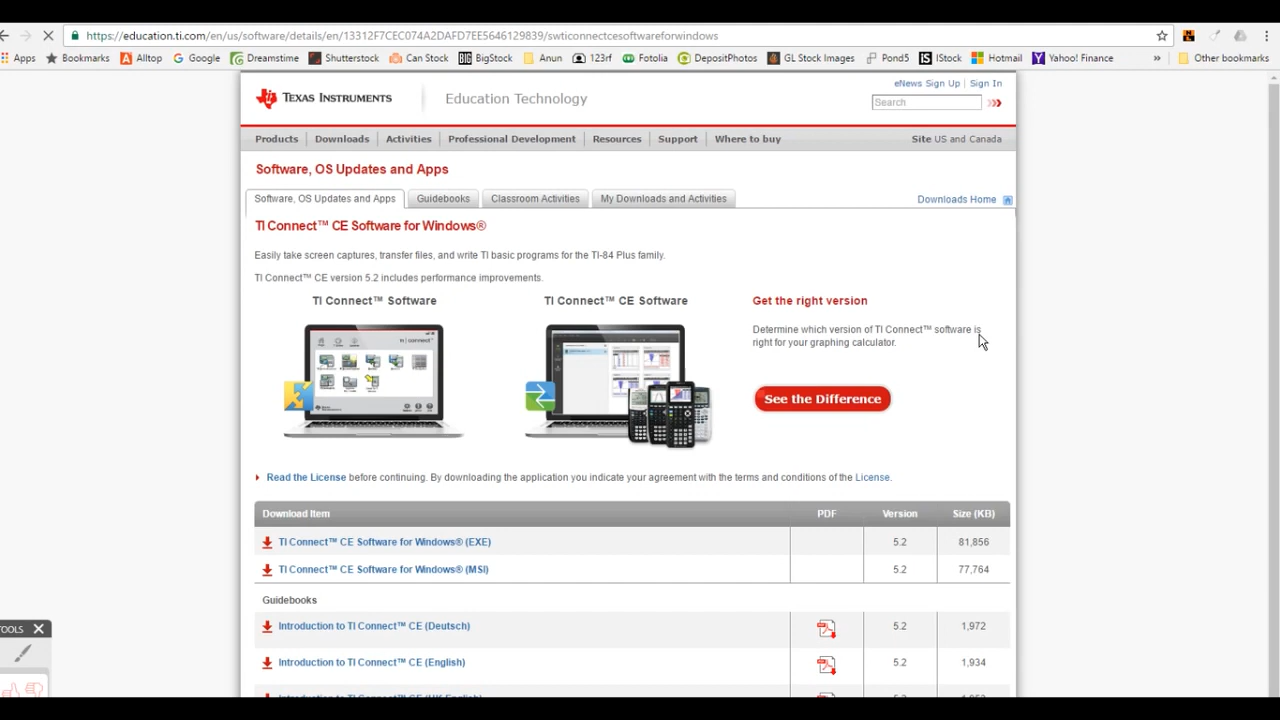 https://education.ti.com/en/us/software/details/en/13312F7CEC074A2DAFD7EE5646129839/swticonnectcesoftwareforwindows
Apps Bookmarks Alltop Google Dreamstime Shutterstock Can Stock BigStock Anun 123rf Fotolia DepositPhotos GL Stock Images Pond5 IStock Hotmail Yahoo! Finance » Other bookmarks
eNews Sign Up | Sign In
TEXAS INSTRUMENTS Education Technology
Search
Products Downloads Activities Professional Development Resources Support Where to buy Site US and Canada
Software, OS Updates and Apps
Software, OS Updates and Apps Guidebooks Classroom Activities My Downloads and Activities Downloads Home
TI Connect™ CE Software for Windows®
Easily take screen captures, transfer files, and write TI basic programs for the TI-84 Plus family.
TI Connect™ CE version 5.2 includes performance improvements.
TI Connect™ Software TI Connect™ CE Software Get the right version
Determine which version of TI Connect™ software is
right for your graphing calculator.
See the Difference
Read the License before continuing. By downloading the application you indicate your agreement with the terms and conditions of the License.
Download Item PDF Version Size (KB)
TI Connect™ CE Software for Windows® (EXE) 5.2 81,856
TI Connect™ CE Software for Windows® (MSI) 5.2 77,764
Guidebooks
Introduction to TI Connect™ CE (Deutsch) 5.2 1,972
TOOLS
Introduction to TI Connect™ CE (English) 5.2 1,934